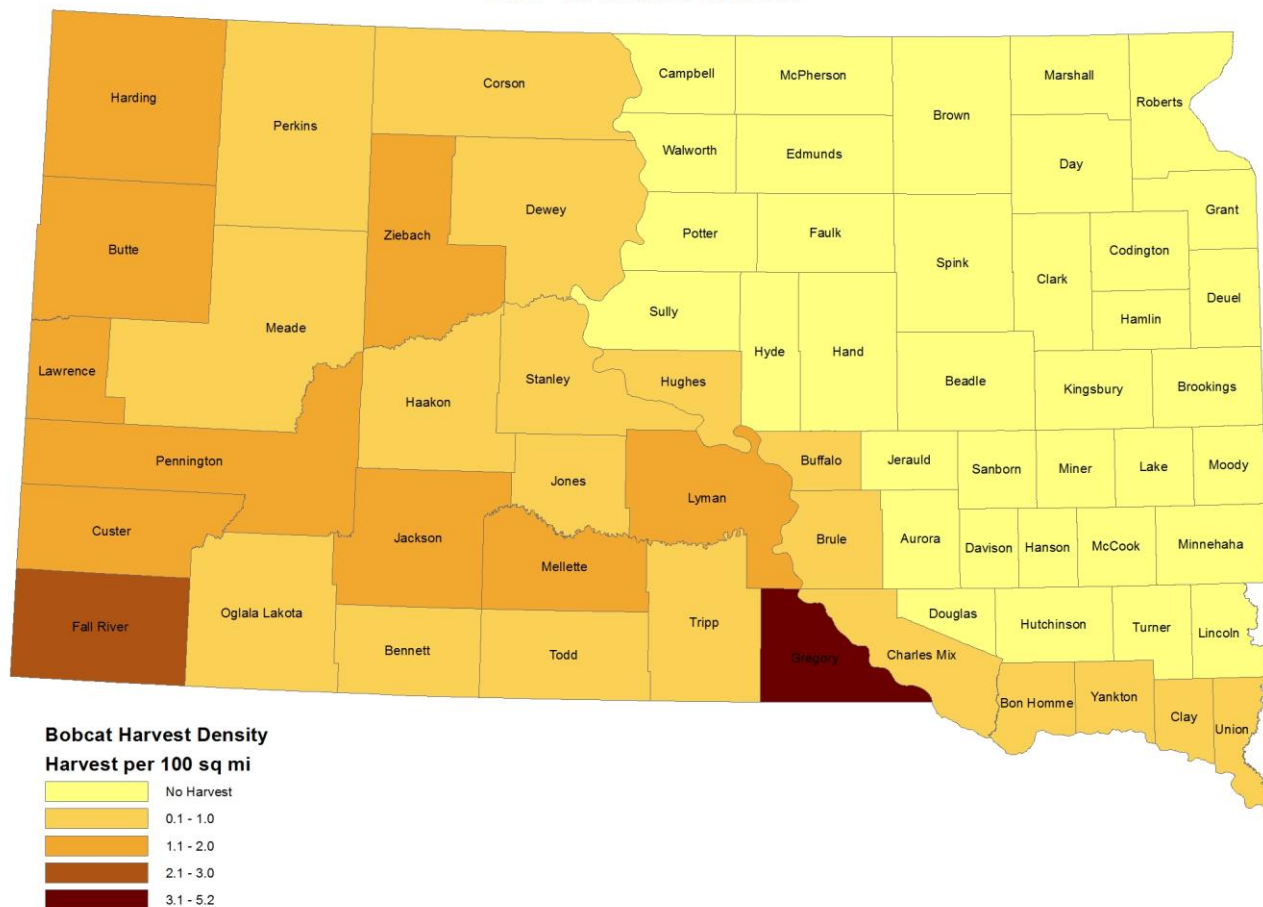 Harding
Perkins
Corson
Campbell
McPherson
Brown
Marshall
Roberts
Walworth
Edmunds
Day
Butte
Ziebach
Dewey
Potter
Faulk
Spink
Clark
Codington
Grant
Meade
Sully
Hyde
Hand
Hamlin
Deuel
Lawrence
Haakon
Stanley
Hughes
Beadle
Kingsbury
Brookings
Pennington
Jones
Lyman
Buffalo
Jerauld
Sanborn
Miner
Lake
Moody
Custer
Jackson
Mellette
Brule
Aurora
Davison
Hanson
McCook
Minnehaha
Fall River
Oglala Lakota
Bennett
Todd
Tripp
Gregory
Charles Mix
Douglas
Hutchinson
Turner
Lincoln
Bon Homme
Yankton
Clay
Union
Bobcat Harvest Density
Harvest per 100 sq mi
No Harvest
0.1 - 1.0
1.1 - 2.0
2.1 - 3.0
3.1 - 5.2